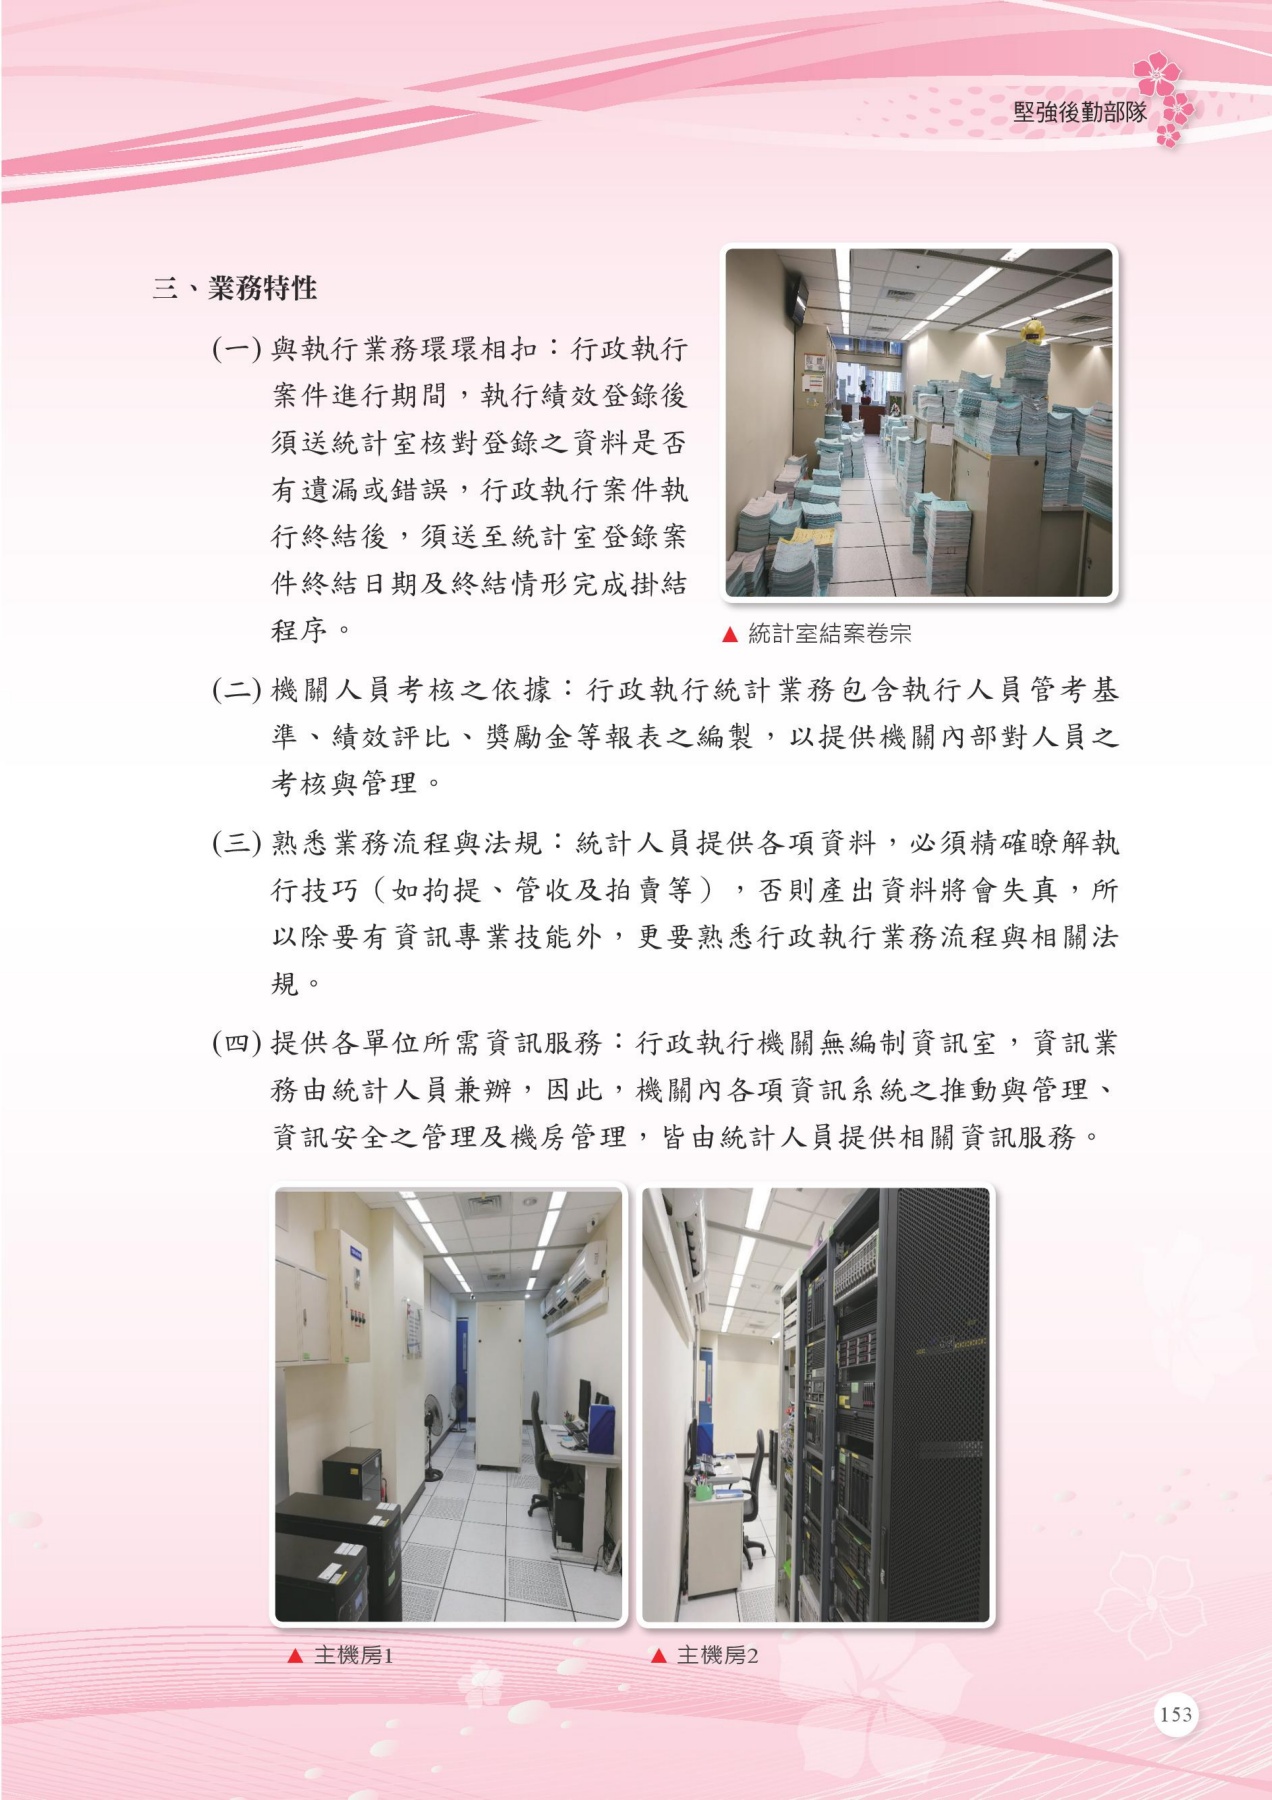 堅強後勤部隊
三、業務特性
(一) 與執行業務環環相扣：行政執行
案件進行期間，執行績效登錄後
須送統計室核對登錄之資料是否
有遺漏或錯誤，行政執行案件執
行終結後，須送至統計室登錄案
件終結日期及終結情形完成掛結
程序。
▲ 統計室結案卷宗
(二) 機關人員考核之依據：行政執行統計業務包含執行人員管考基
準、績效評比、獎勵金等報表之編製，以提供機關內部對人員之
考核與管理。
(三) 熟悉業務流程與法規：統計人員提供各項資料，必須精確瞭解執
行技巧（如拘提、管收及拍賣等），否則產出資料將會失真，所
以除要有資訊專業技能外，更要熟悉行政執行業務流程與相關法
規。
(四) 提供各單位所需資訊服務：行政執行機關無編制資訊室，資訊業
務由統計人員兼辦，因此，機關內各項資訊系統之推動與管理、
資訊安全之管理及機房管理，皆由統計人員提供相關資訊服務。
▲ 主機房1
▲ 主機房2
153